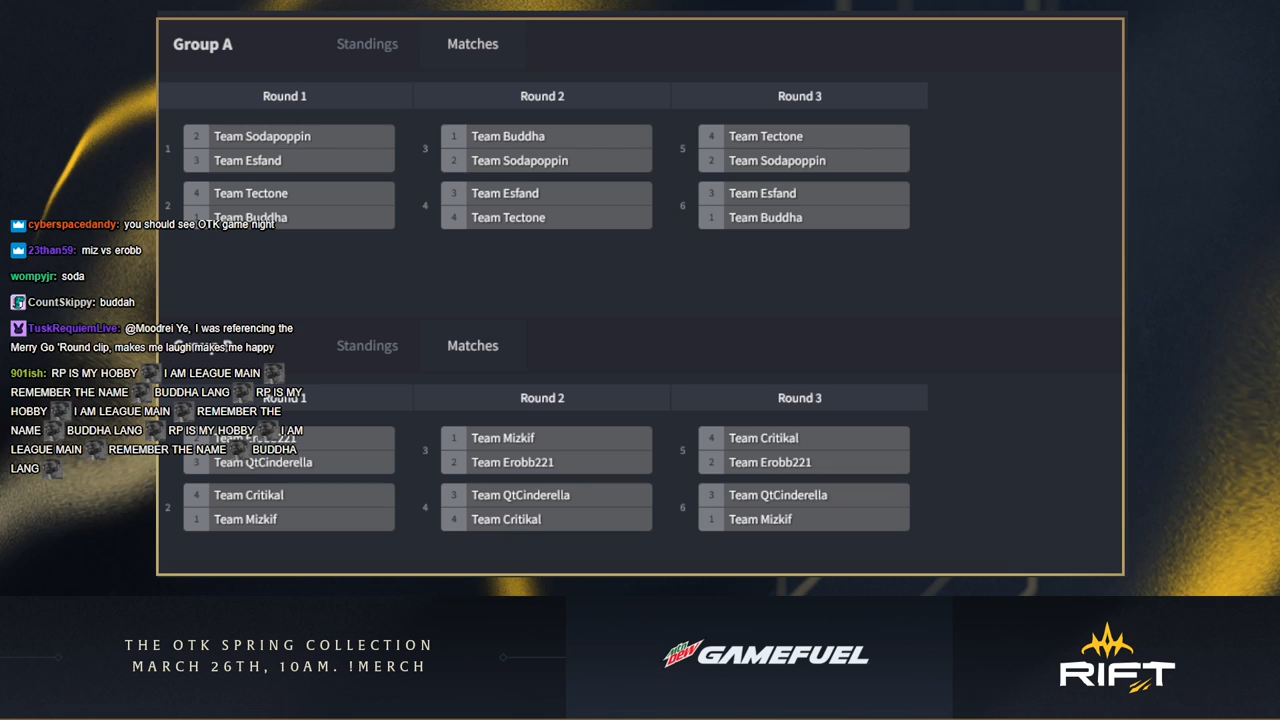 Group A
Standings
Matches
Round 1
Round 2
Round 3
1
2 Team Sodapoppin
3 Team Esfand
2
4 Team Tectone
1 Team Buddha
3
1 Team Buddha
2 Team Sodapoppin
4
3 Team Esfand
4 Team Tectone
5
4 Team Tectone
2 Team Sodapoppin
6
3 Team Esfand
1 Team Buddha
cyberspacedandy: you should see OTK game night
23than59: miz vs erobb
wompyjr: soda
CountSkippy: buddah
TuskRequiemLive: @Moodrei Ye, I was referencing the
Merry Go 'Round clip, makes me laugh makes me happy
901ish: RP IS MY HOBBY I AM LEAGUE MAIN
REMEMBER THE NAME BUDDHA LANG RP IS MY
HOBBY I AM LEAGUE MAIN REMEMBER THE
NAME BUDDHA LANG RP IS MY HOBBY I AM
LEAGUE MAIN REMEMBER THE NAME BUDDHA
LANG
Standings
Matches
Round 1
Round 2
Round 3
Team Erobb221
3 Team QtCinderella
2
4 Team Critikal
1 Team Mizkif
3
1 Team Mizkif
2 Team Erobb221
4
3 Team QtCinderella
4 Team Critikal
5
4 Team Critikal
2 Team Erobb221
6
3 Team QtCinderella
1 Team Mizkif
THE OTK SPRING COLLECTION
MARCH 26TH, 10AM. !MERCH
mtn dew GAMEFUEL
RIFT